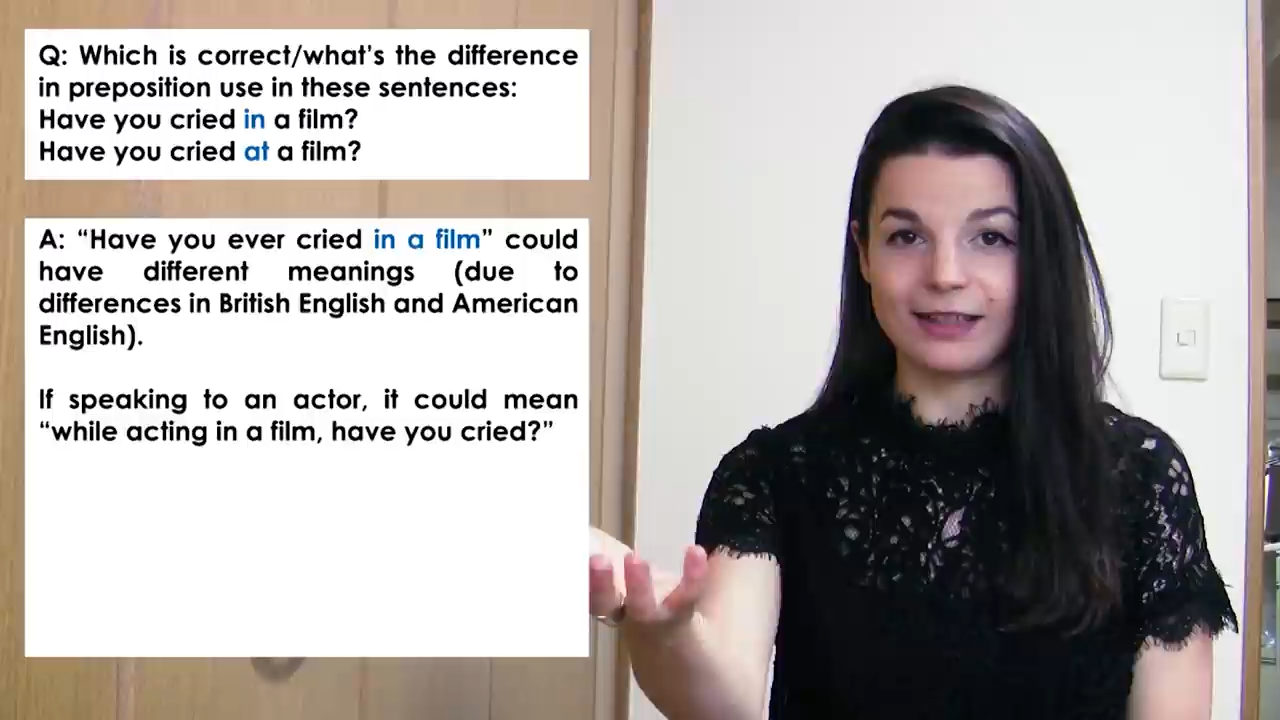 Q: Which is correct/what's the difference
in preposition use in these sentences:
Have you cried in a film?
Have you cried at a film?
A: “Have you ever cried in a film” could
have different meanings (due to
differences in British English and American
English).
If speaking to an actor, it could mean
“while acting in a film, have you cried?”